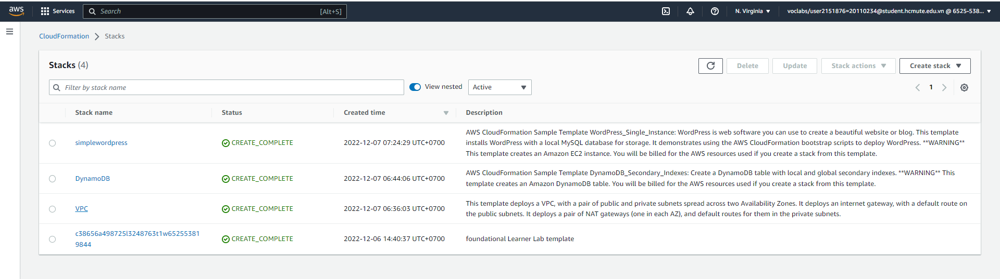 aws Services Search [Alt+S] N. Virginia voclabs/user2151876=20110234@student.hcmute.edu.vn @ 6525-538...
CloudFormation Stacks
Stacks (4) Delete Update Stack actions Create stack
Filter by stack name View nested Active 1
Stack name Status Created time Description
simplewordpress CREATE_COMPLETE 2022-12-07 07:24:29 UTC+0700
AWS CloudFormation Sample Template WordPress_Single_Instance: WordPress is web software you can use to create a beautiful website or blog. This template
installs WordPress with a local MySQL database for storage. It demonstrates using the AWS CloudFormation bootstrap scripts to deploy WordPress. **WARNING**
This template creates an Amazon EC2 instance. You will be billed for the AWS resources used if you create a stack from this template.
DynamoDB CREATE_COMPLETE 2022-12-07 06:44:06 UTC+0700
AWS CloudFormation Sample Template DynamoDB_Secondary_Indexes: Create a DynamoDB table with local and global secondary indexes. **WARNING** This
template creates an Amazon DynamoDB table. You will be billed for the AWS resources used if you create a stack from this template.
VPC CREATE_COMPLETE 2022-12-07 06:36:03 UTC+0700
This template deploys a VPC, with a pair of public and private subnets spread across two Availability Zones. It deploys an internet gateway, with a default route on
the public subnets. It deploys a pair of NAT gateways (one in each AZ), and default routes for them in the private subnets.
c38656a498725l3248763t1w65255381
9844
CREATE_COMPLETE 2022-12-06 14:40:37 UTC+0700 foundational Learner Lab template